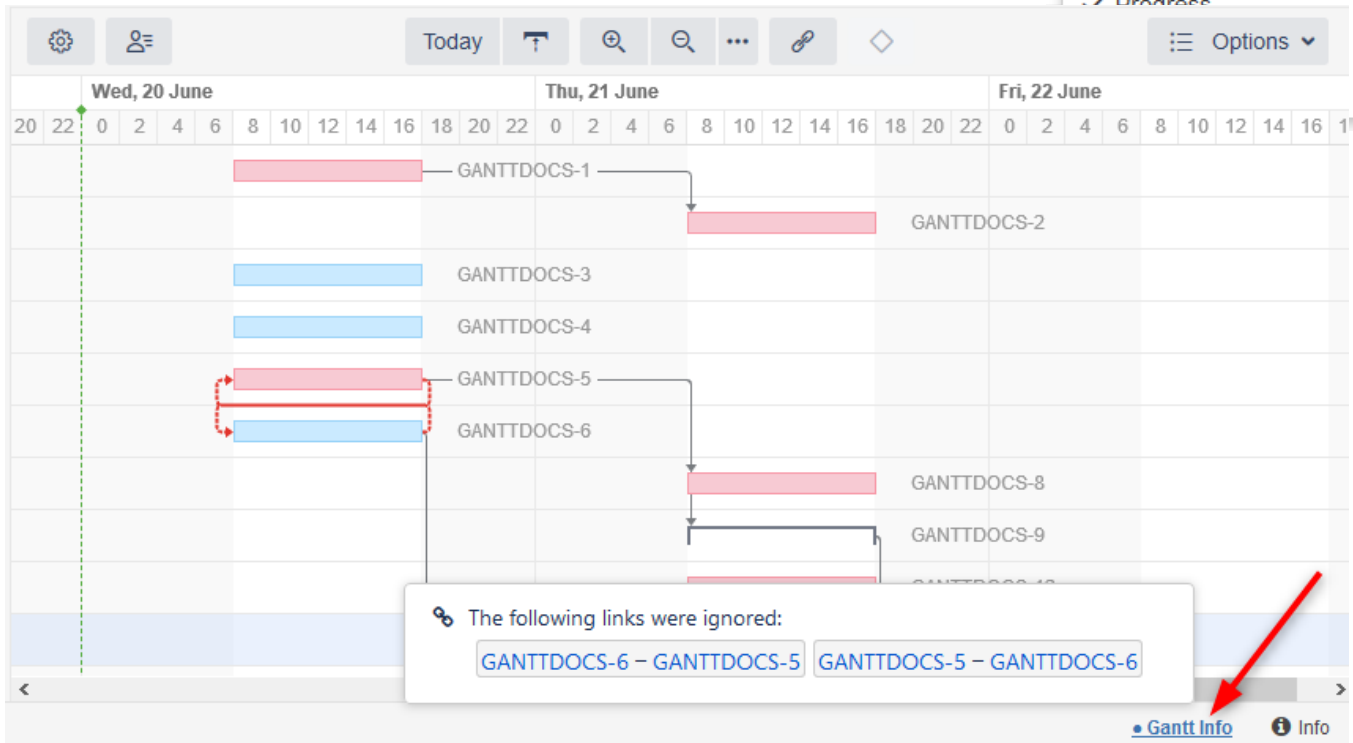 Progress
Today
Options
Wed, 20 June Thu, 21 June Fri, 22 June
20 22 0 2 4 6 8 10 12 14 16 18 20 22 0 2 4 6 8 10 12 14 16 18 20 22 0 2 4 6 8 10 12 14 16
GANTTDOCS-1
GANTTDOCS-2
GANTTDOCS-3
GANTTDOCS-4
GANTTDOCS-5
GANTTDOCS-6
GANTTDOCS-8
GANTTDOCS-9
The following links were ignored:
GANTTDOCS-6 – GANTTDOCS-5 GANTTDOCS-5 – GANTTDOCS-6
• Gantt Info Info